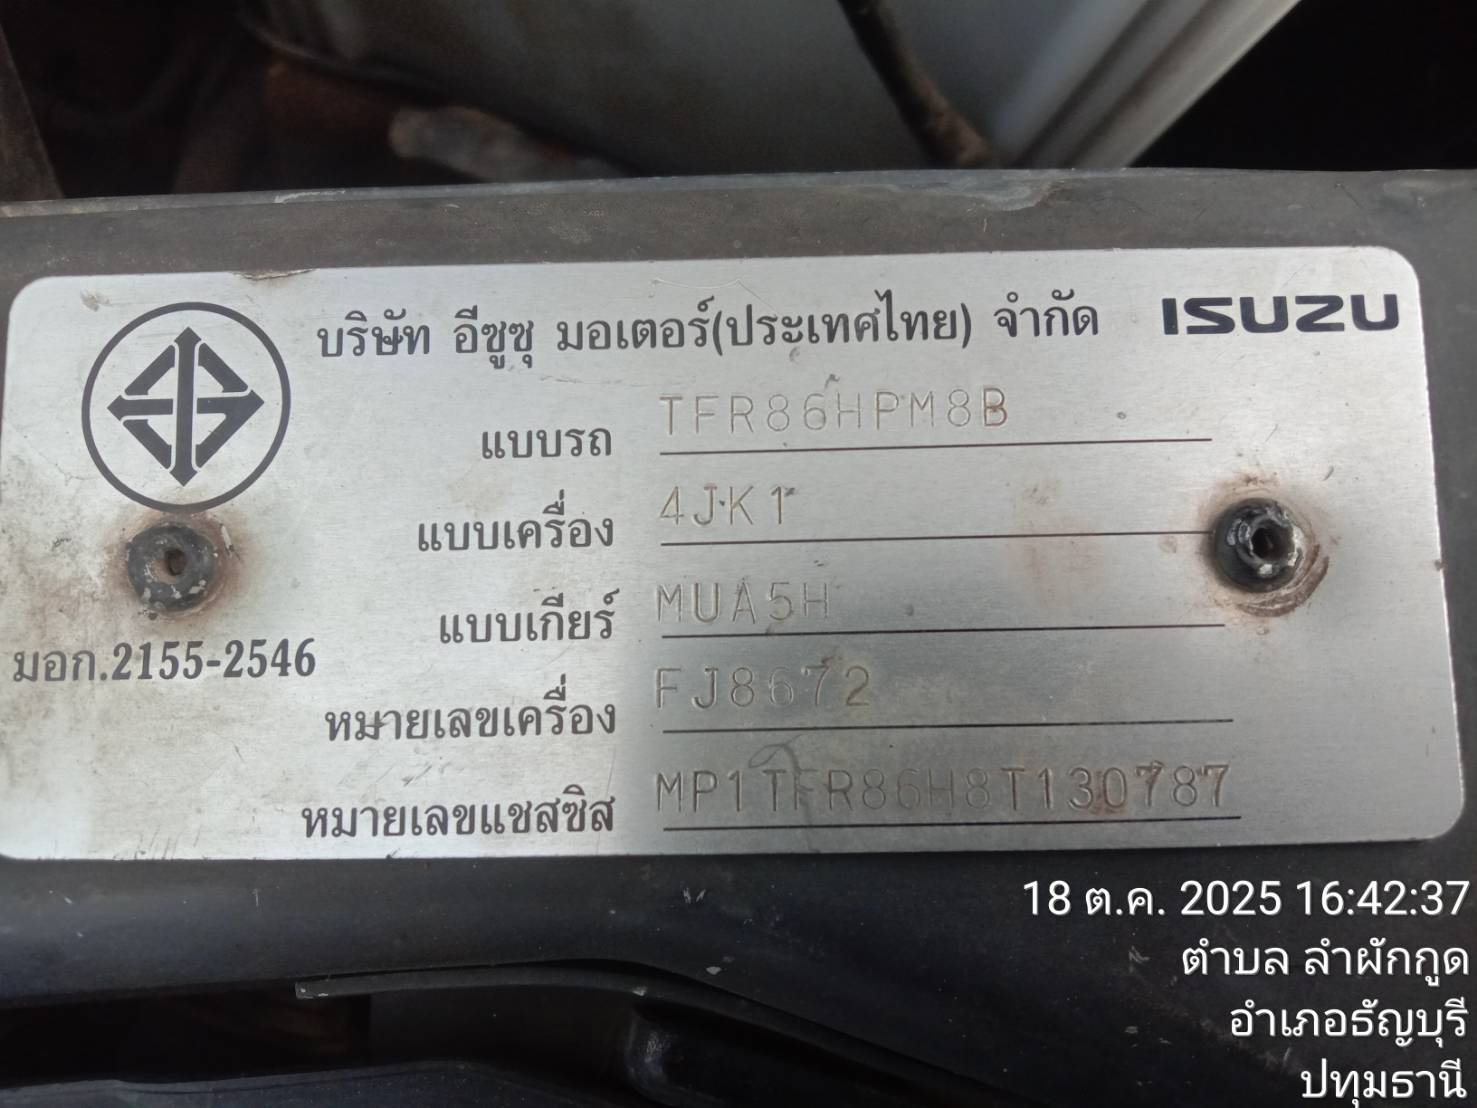 บริษัท อีซูซุ มอเตอร์(ประเทศไทย) จำกัด ISUZU
แบบรถ TFR86HPM8B
แบบเครื่อง 4JK1
แบบเกียร์ MUA5H
มอก.2155-2546
หมายเลขเครื่อง FJ8672
หมายเลขแชสซิส MP1TFR86H8T130787
18 ต.ค. 2025 16:42:37
ตำบล ลำผักกูด
อำเภอธัญบุรี
ปทุมธานี